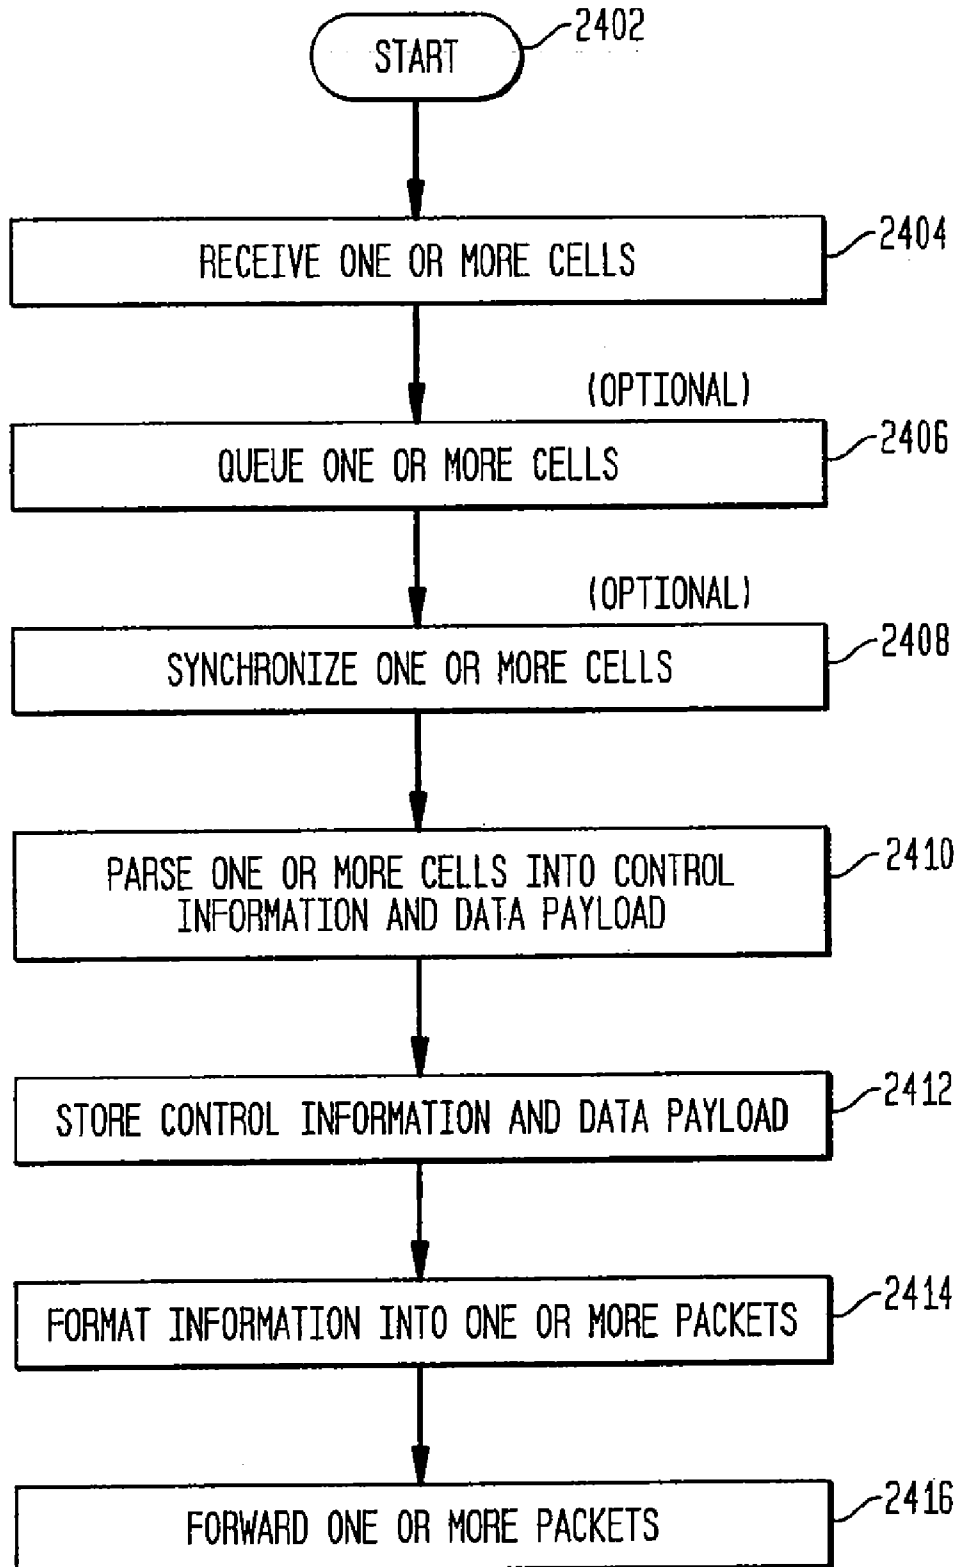 START
2402
RECEIVE ONE OR MORE CELLS
2404
(OPTIONAL)
QUEUE ONE OR MORE CELLS
2406
(OPTIONAL)
SYNCHRONIZE ONE OR MORE CELLS
2408
PARSE ONE OR MORE CELLS INTO CONTROL
INFORMATION AND DATA PAYLOAD
2410
STORE CONTROL INFORMATION AND DATA PAYLOAD
2412
FORMAT INFORMATION INTO ONE OR MORE PACKETS
2414
FORWARD ONE OR MORE PACKETS
2416